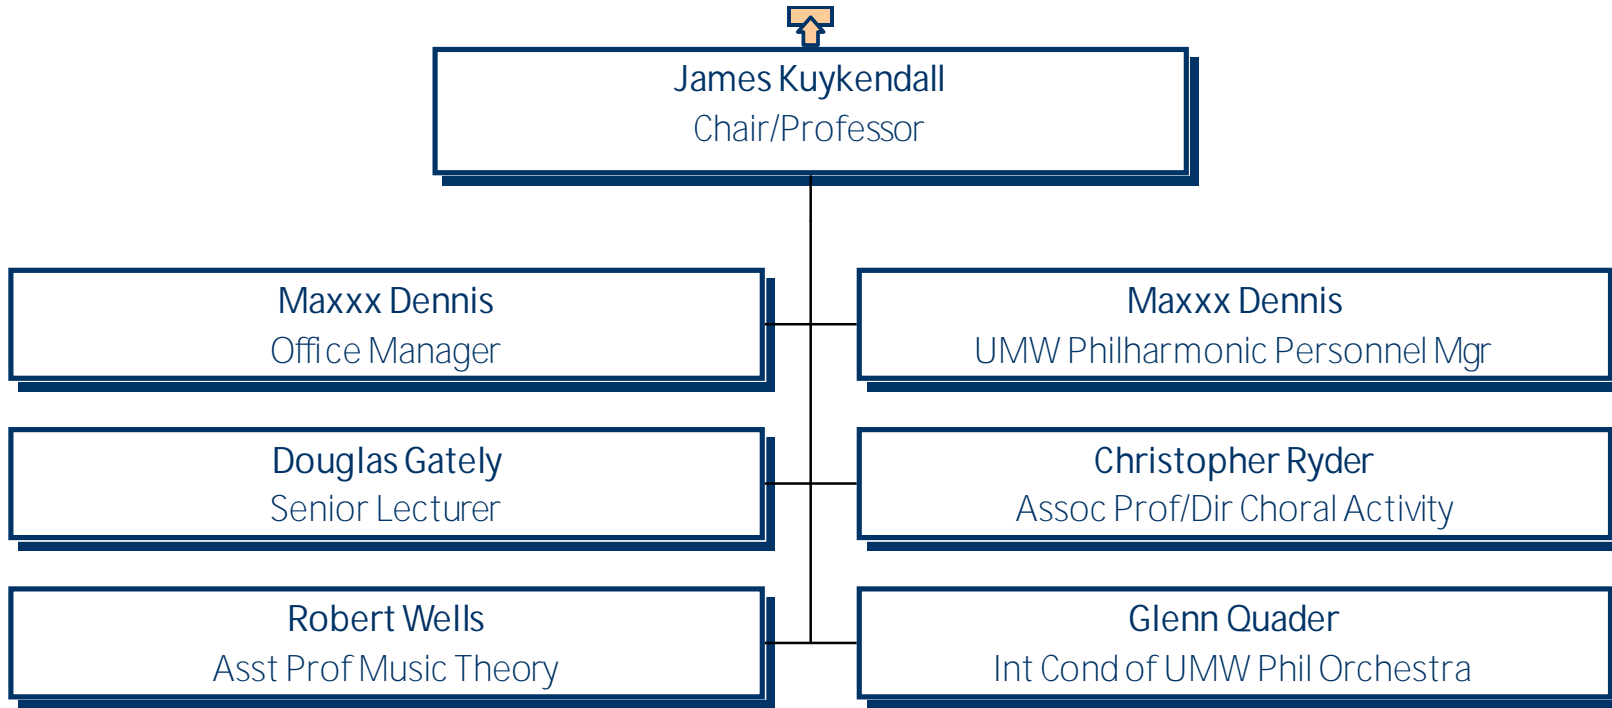 James Kuykendall
Chair/Professor
Maxxx Dennis
Office Manager
Maxxx Dennis
UMW Philharmonic Personnel Mgr
Douglas Gately
Senior Lecturer
Christopher Ryder
Assoc Prof/Dir Choral Activity
Robert Wells
Asst Prof Music Theory
Glenn Quader
Int Cond of UMW Phil Orchestra